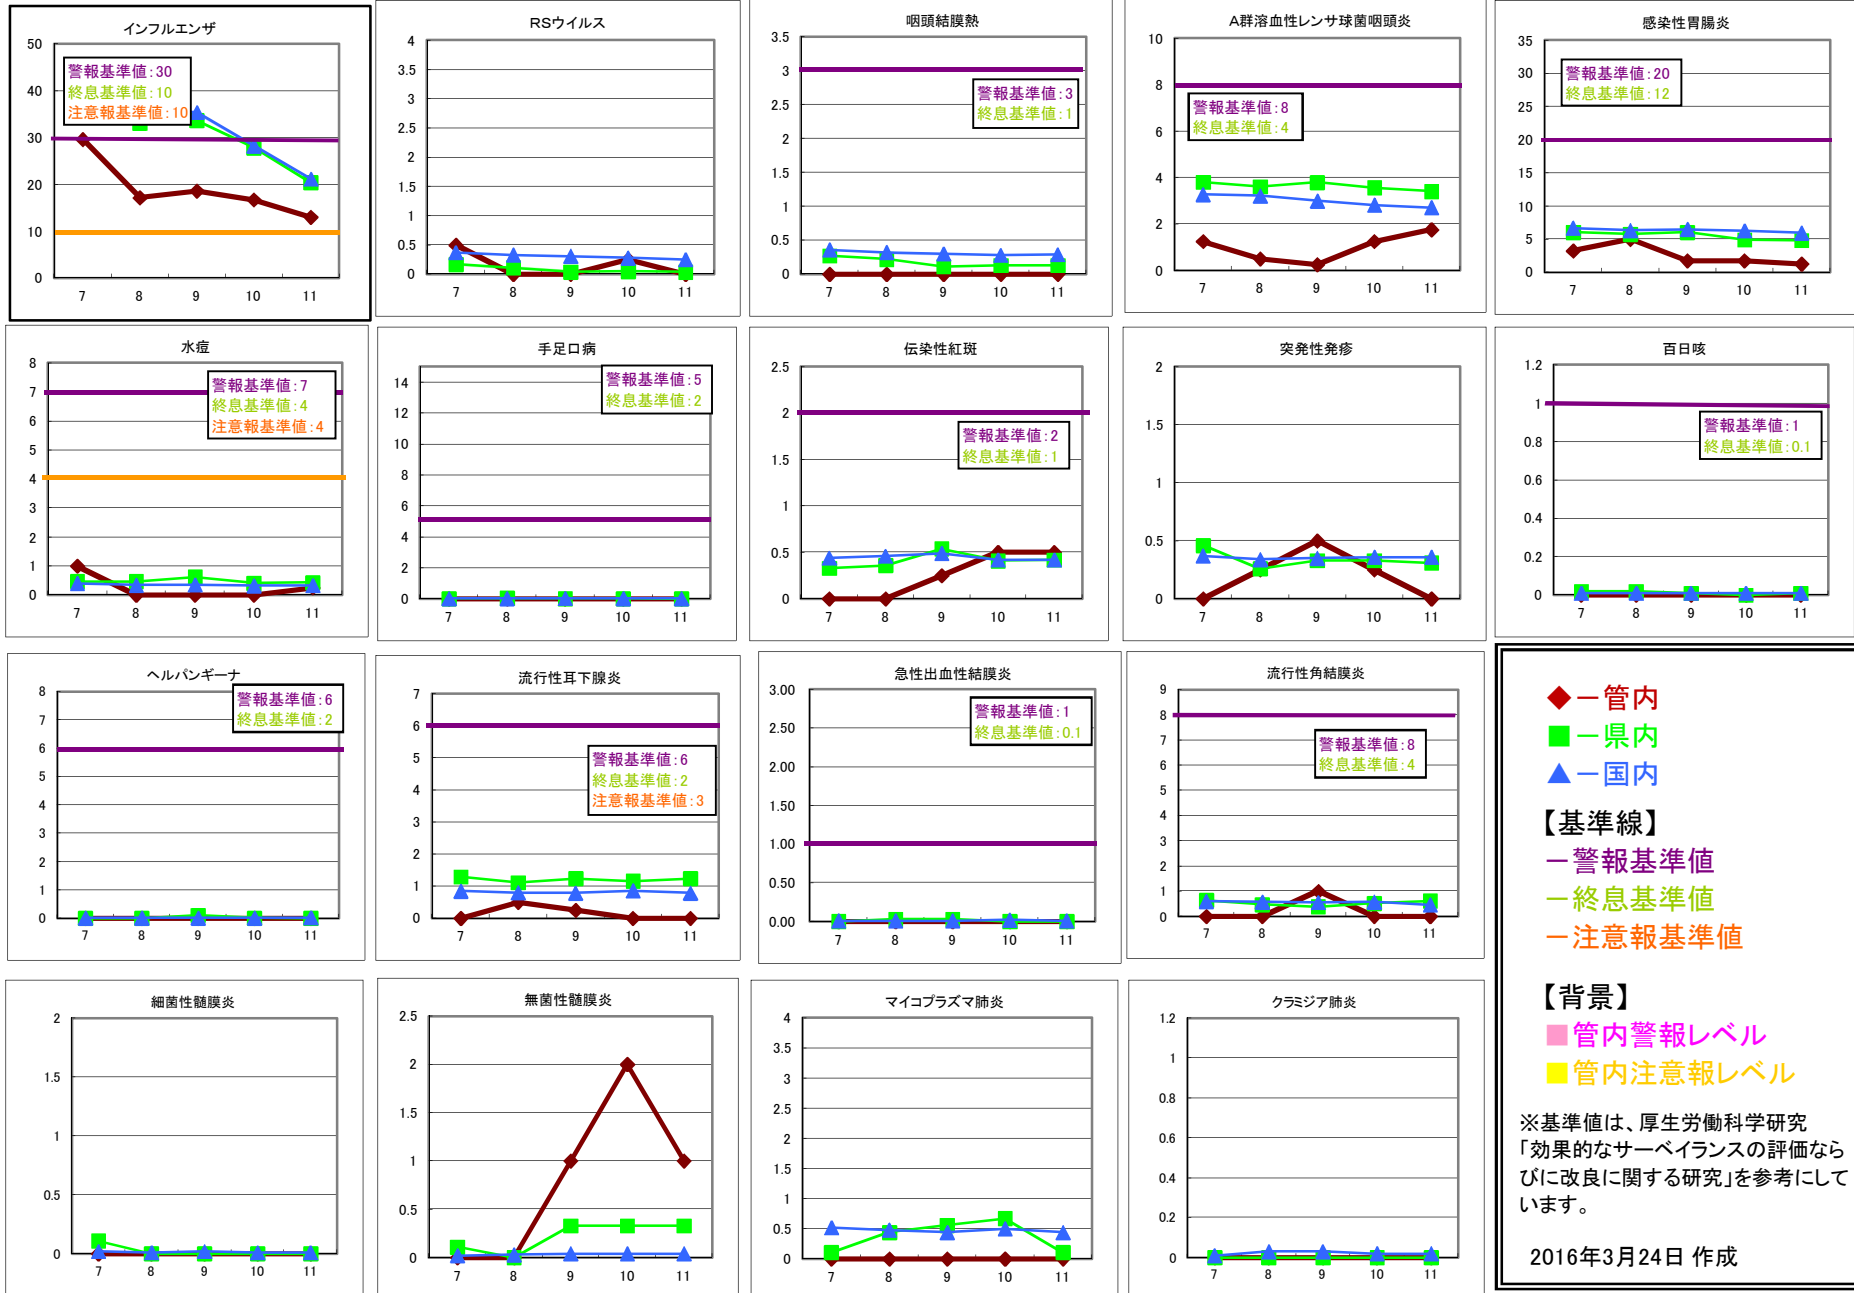 インフルエンザ
50
40
30
20
10
0
警報基準値:30
終息基準値:10
注意報基準値:10
7 8 9 10 11
RSウイルス
4
3.5
3
2.5
2
1.5
1
0.5
0
7 8 9 10 11
咽頭結膜熱
3.5
3
2.5
2
1.5
1
0.5
0
警報基準値:3
終息基準値:1
7 8 9 10 11
A群溶血性レンサ球菌咽頭炎
10
8
6
4
2
0
警報基準値:8
終息基準値:4
7 8 9 10 11
感染性胃腸炎
35
30
25
20
15
10
5
0
警報基準値:20
終息基準値:12
7 8 9 10 11
水痘
8
7
6
5
4
3
2
1
0
警報基準値:7
終息基準値:4
注意報基準値:4
7 8 9 10 11
手足口病
14
12
10
8
6
4
2
0
警報基準値:5
終息基準値:2
7 8 9 10 11
伝染性紅斑
2.5
2
1.5
1
0.5
0
警報基準値:2
終息基準値:1
7 8 9 10 11
突発性発疹
2
1.5
1
0.5
0
7 8 9 10 11
百日咳
1.2
1
0.8
0.6
0.4
0.2
0
警報基準値:1
終息基準値:0.1
7 8 9 10 11
ヘルパンギーナ
8
7
6
5
4
3
2
1
0
警報基準値:6
終息基準値:2
7 8 9 10 11
流行性耳下腺炎
7
6
5
4
3
2
1
0
警報基準値:6
終息基準値:2
注意報基準値:3
7 8 9 10 11
急性出血性結膜炎
3.00
2.50
2.00
1.50
1.00
0.50
0.00
警報基準値:1
終息基準値:0.1
7 8 9 10 11
流行性角結膜炎
9
8
7
6
5
4
3
2
1
0
警報基準値:8
終息基準値:4
7 8 9 10 11
細菌性髄膜炎
2
1.5
1
0.5
0
7 8 9 10 11
無菌性髄膜炎
2.5
2
1.5
1
0.5
0
7 8 9 10 11
マイコプラズマ肺炎
4
3.5
3
2.5
2
1.5
1
0.5
0
7 8 9 10 11
クラミジア肺炎
1.2
1
0.8
0.6
0.4
0.2
0
7 8 9 10 11
◆ー管内
■ー県内
▲ー国内
【基準線】
ー警報基準値
ー終息基準値
ー注意報基準値
【背景】
■管内警報レベル
■管内注意報レベル
※基準値は、厚生労働科学研究
「効果的なサーベイランスの評価なら
びに改良に関する研究」を参考にして
います。
2016年3月24日 作成